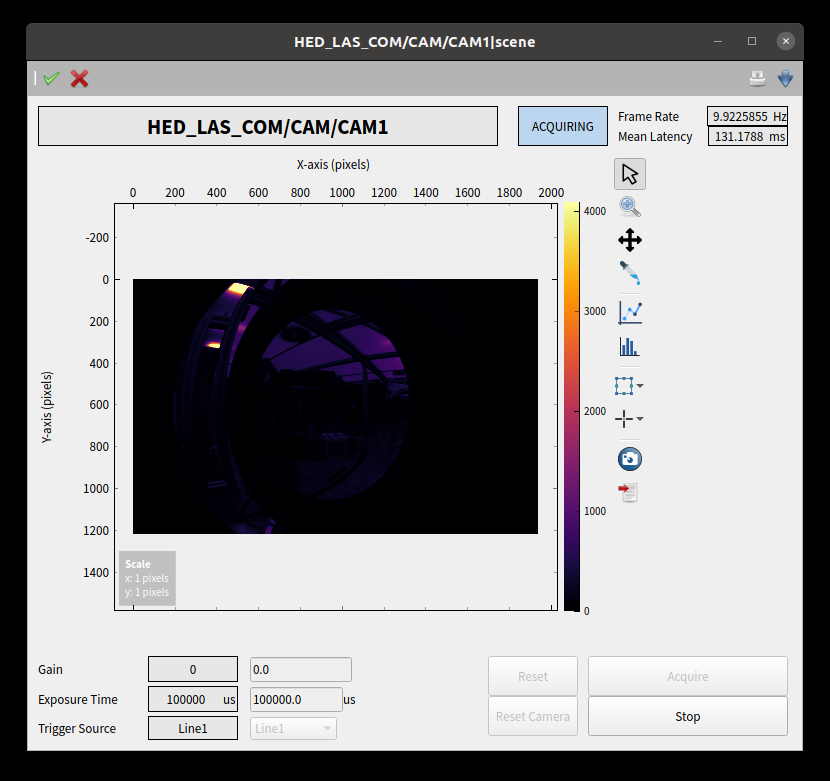 HED_LAS_COM/CAM/CAM1|scene
HED_LAS_COM/CAM/CAM1
ACQUIRING
Frame Rate 9.9225855 Hz
Mean Latency 131.1788 ms
X-axis (pixels)
0 200 400 600 800 1000 1200 1400 1600 1800 2000
Y-axis (pixels)
-200
0
200
400
600
800
1000
1200
1400
4000
3000
2000
1000
0
Scale
x: 1 pixels
y: 1 pixels
Gain 0 0.0
Exposure Time 100000 us 100000.0 us
Trigger Source Line1 Line1
Reset Acquire
Reset Camera Stop